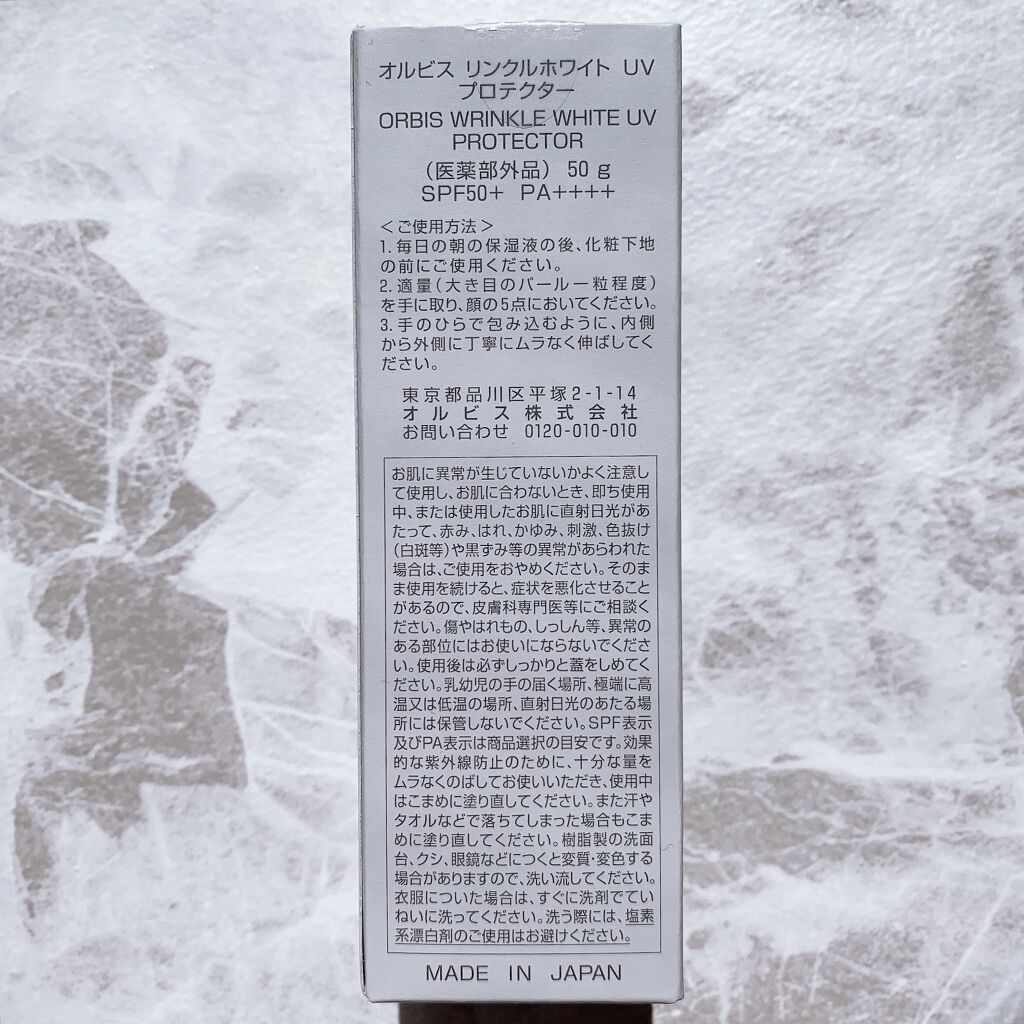 オルビス リンクルホワイト UV
プロテクター
ORBIS WRINKLE WHITE UV
PROTECTOR
（医薬部外品） 50 g
SPF50+ PA++++
＜ご使用方法＞
1. 毎日の朝の保湿液の後、化粧下地
の前にご使用ください。
2. 適量（大き目のパール一粒程度）
を手に取り、顔の5点においてください。
3. 手のひらで包み込むように、内側
から外側に丁寧にムラなく伸ばしてく
ださい。
東京都品川区平塚2-1-14
オルビス株式会社
お問い合わせ 0120-010-010
お肌に異常が生じていないかよく注意し
て使用し、お肌に合わないとき、即ち使用
中、または使用したお肌に直射日光があ
たって、赤み、はれ、かゆみ、刺激、色抜け
（白斑等）や黒ずみ等の異常があらわれた
場合は、ご使用をおやめください。そのま
ま使用を続けると、症状を悪化させること
があるので、皮膚科専門医等にご相談く
ださい。傷やはれもの、しっしん等、異常の
ある部位にはお使いにならないでくださ
い。使用後は必ずしっかりと蓋をしめてく
ださい。乳幼児の手の届く場所、極端に高
温又は低温の場所、直射日光のあたる場
所には保管しないでください。SPF表示
及びPA表示は商品選択の目安です。効果
的な紫外線防止のために、十分な量を
ムラなくのばしてお使いいただき、使用中
はこまめに塗り直してください。また汗や
タオルなどで落ちてしまった場合もこま
めに塗り直してください。樹脂製の洗面
台、クシ、眼鏡などにつくと変質・変色する
場合がありますので、洗い流してください。
衣服についた場合は、すぐに洗剤でてい
ねいに洗ってください。洗う際には、塩素
系漂白剤のご使用はお避けください。
MADE IN JAPAN